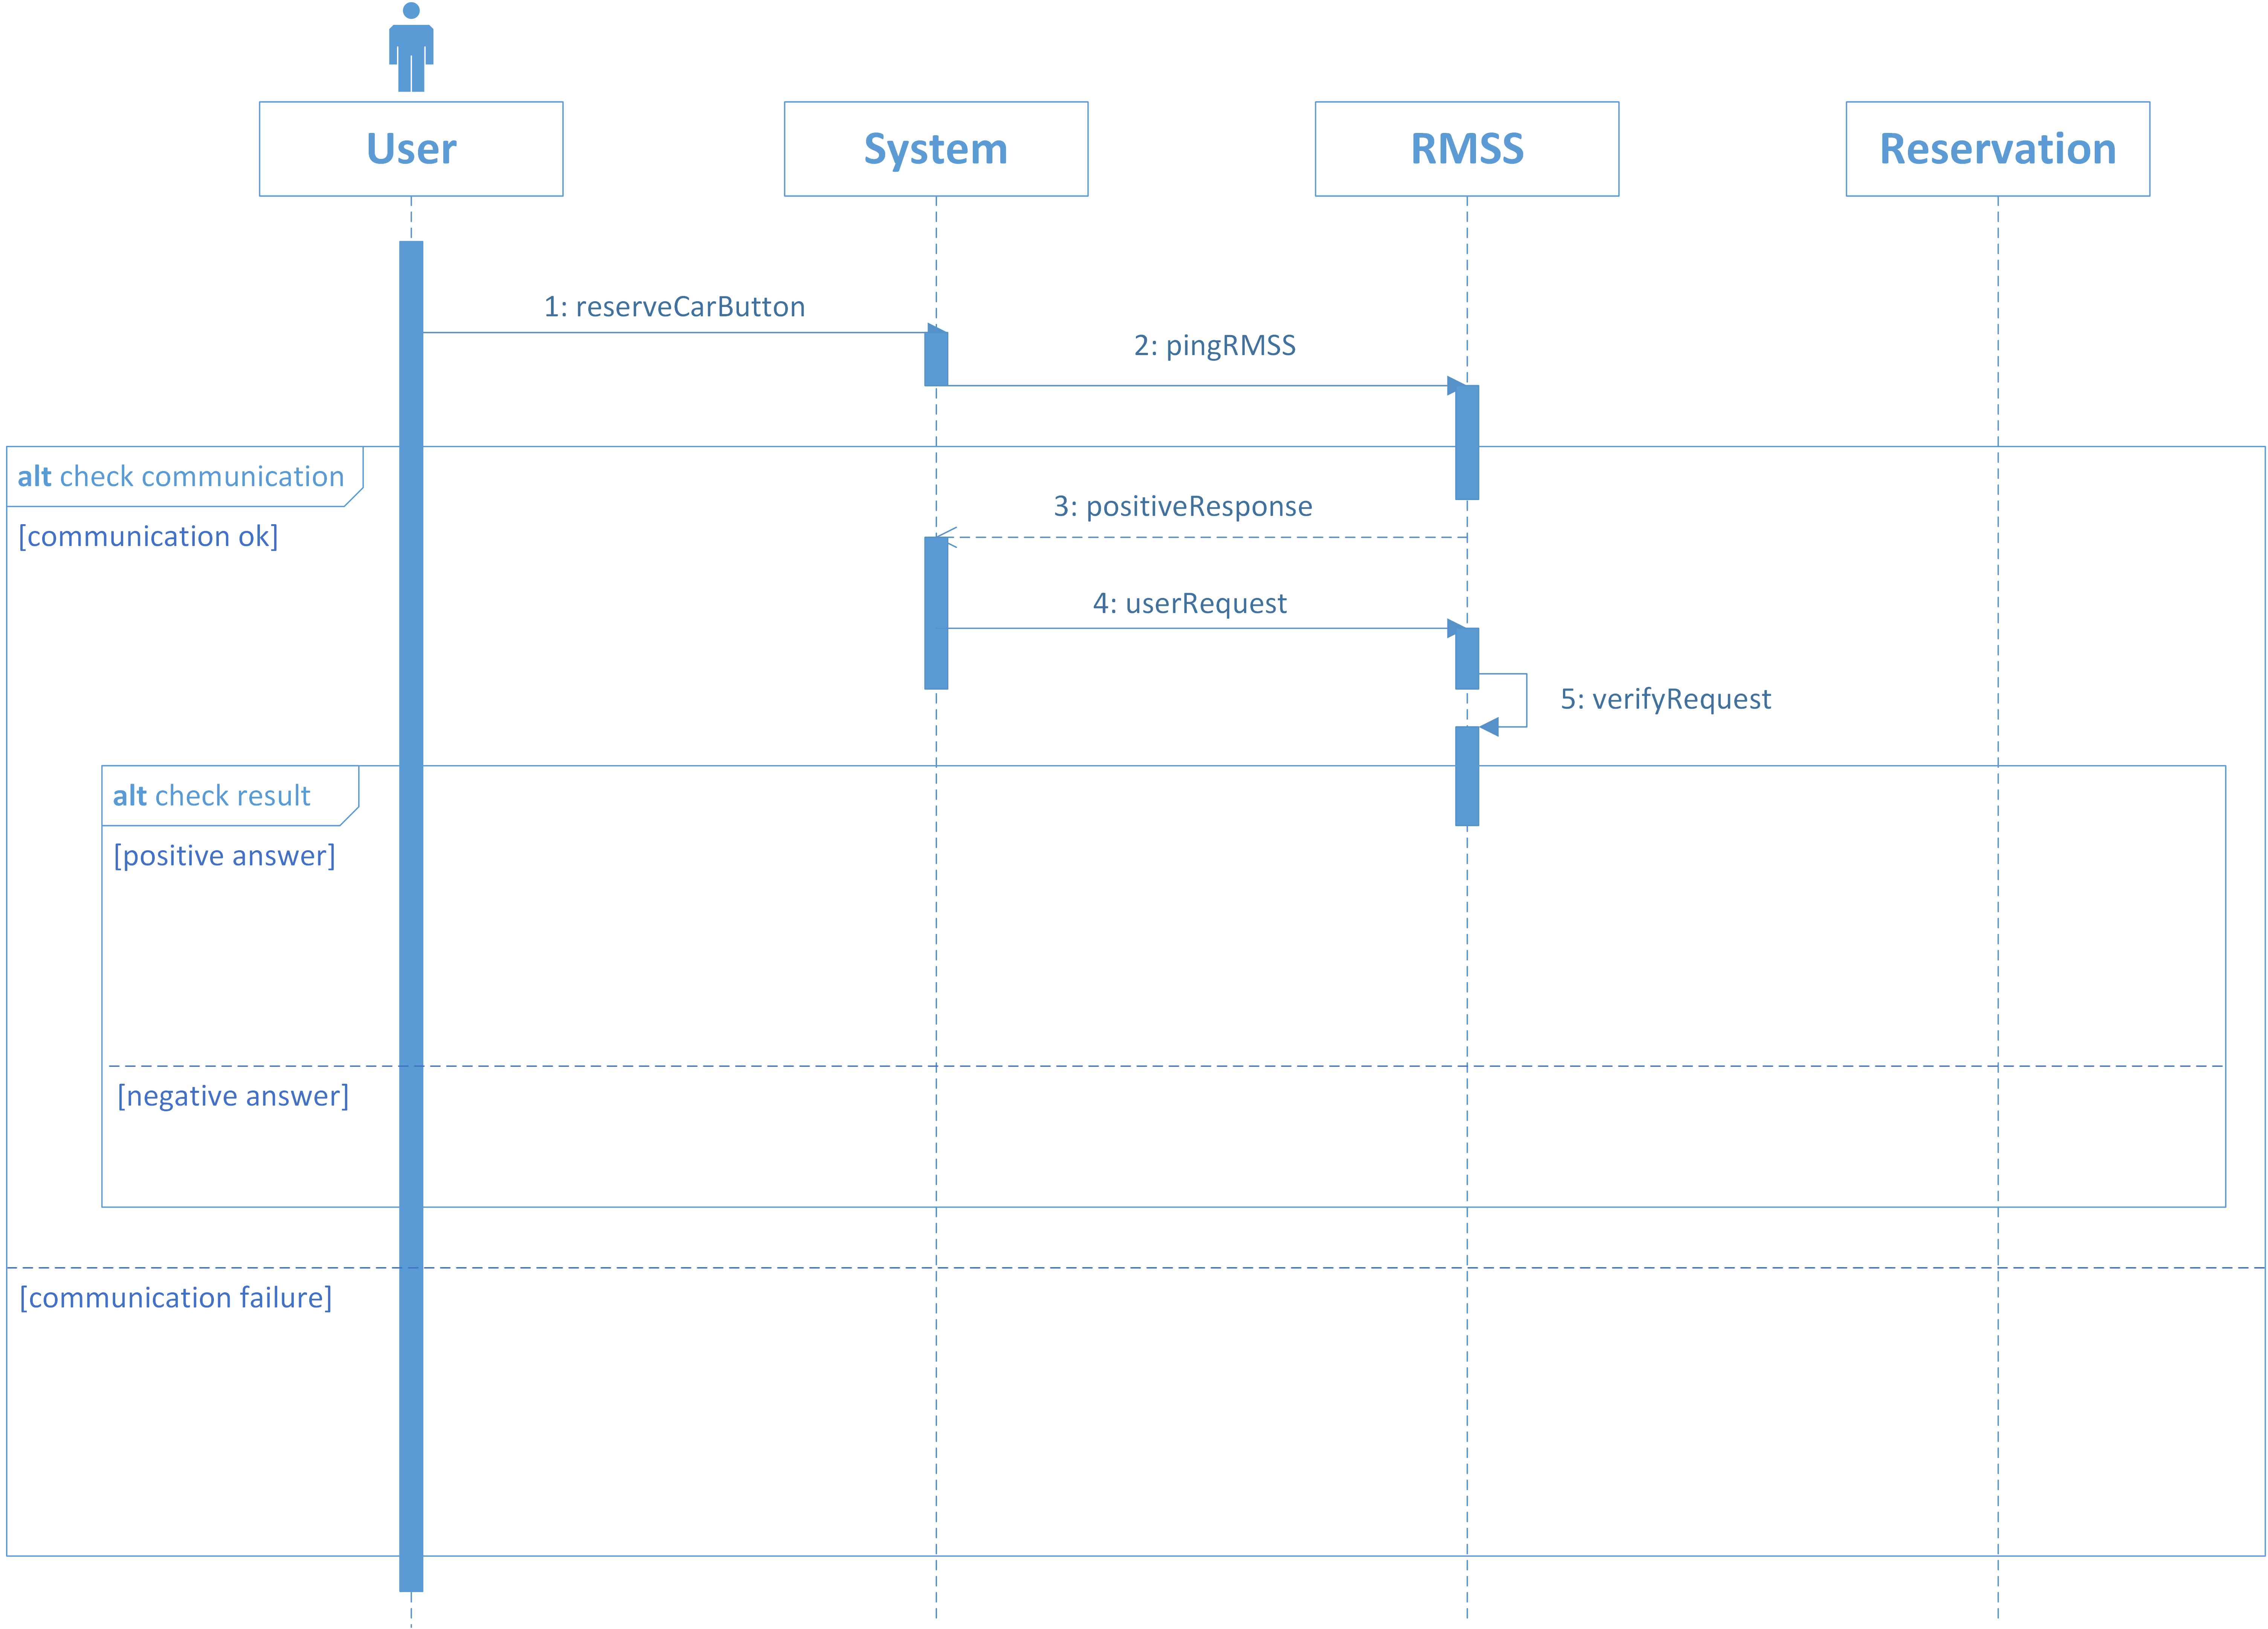 User
System
RMSS
Reservation
1: reserveCarButton
2: pingRMSS
alt check communication
3: positiveResponse
[communication ok]
4: userRequest
5: verifyRequest
alt check result
[positive answer]
[negative answer]
[communication failure]